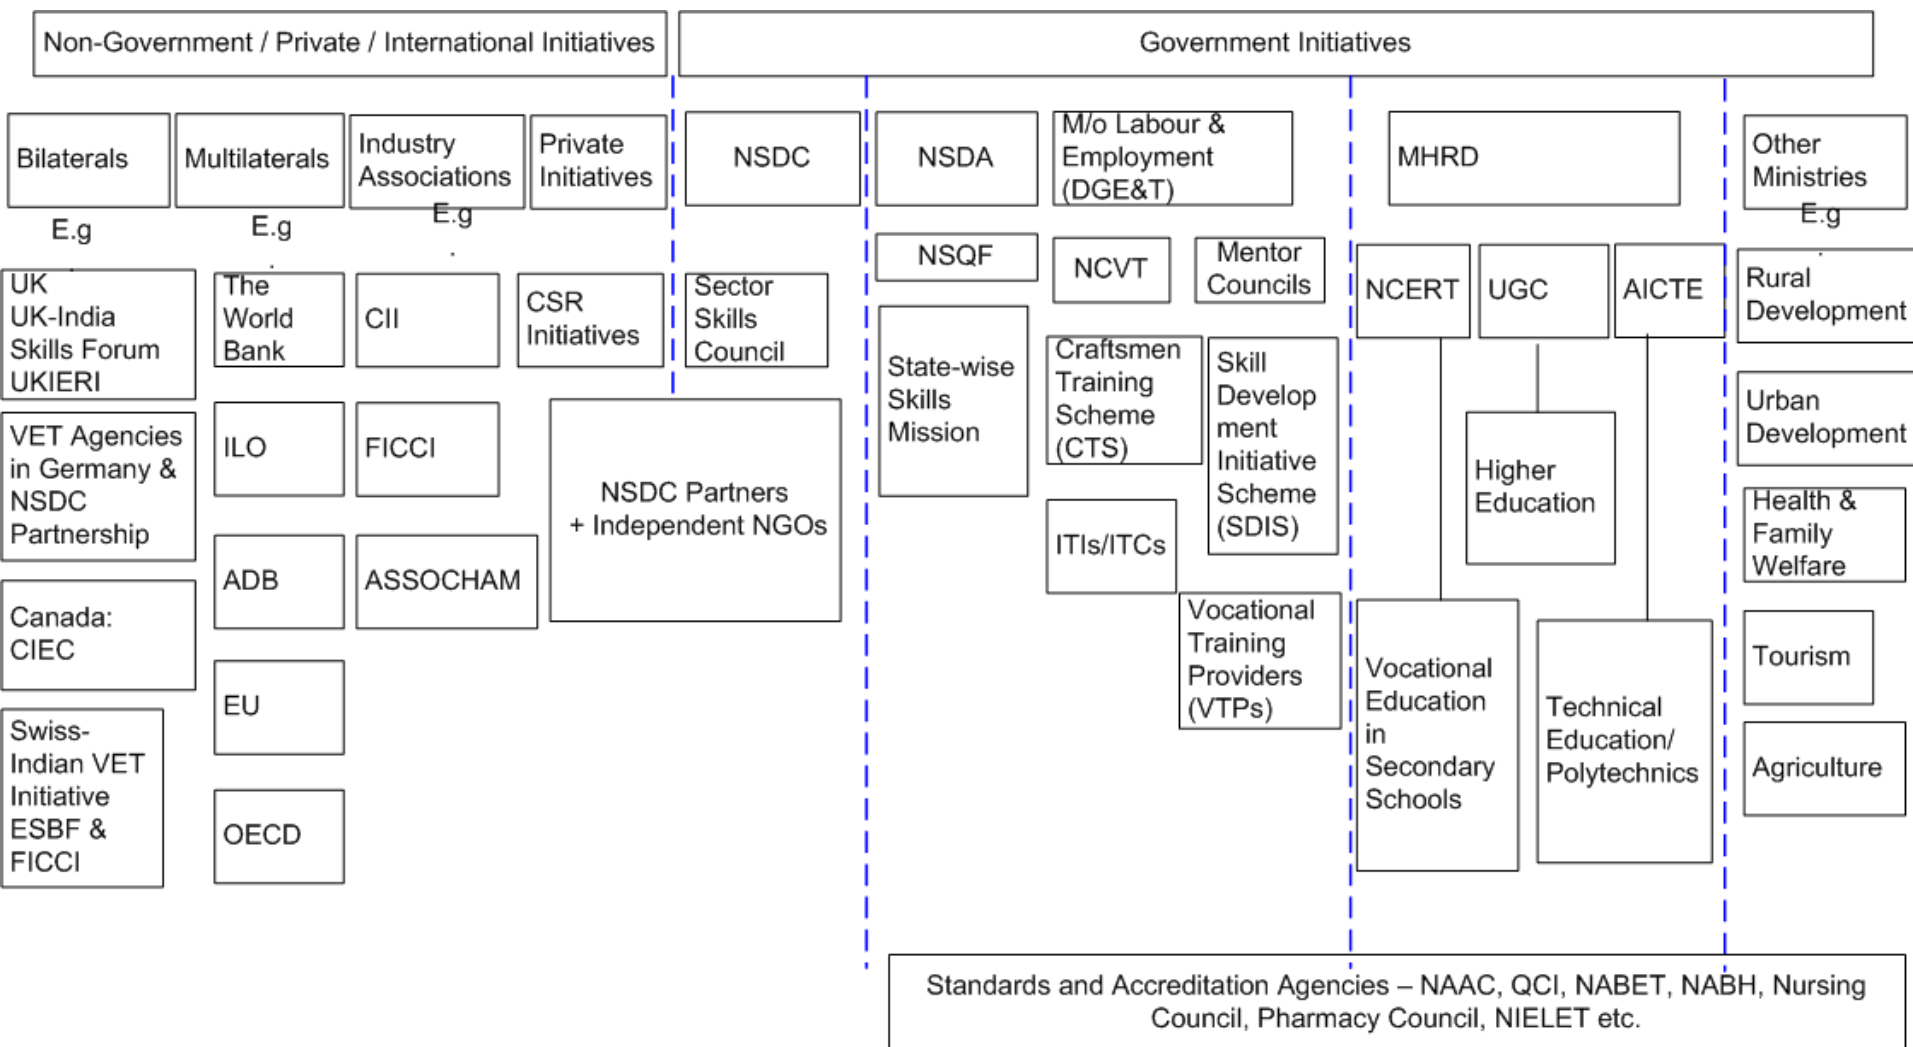 Non-Government / Private / International Initiatives
Government Initiatives
Bilaterals
E.g
.
UK
UK-India
Skills Forum
UKIERI
VET Agencies
in Germany &
NSDC
Partnership
Canada:
CIEC
Swiss-
Indian VET
Initiative
ESBF &
FICCI
Multilaterals
E.g
.
The
World
Bank
ILO
ADB
EU
OECD
Industry
Associations
E.g
.
CII
FICCI
ASSOCHAM
Private
Initiatives
CSR
Initiatives
NSDC
Sector
Skills
Council
NSDC Partners
+ Independent NGOs
NSDA
NSQF
State-wise
Skills
Mission
M/o Labour &
Employment
(DGE&T)
NCVT
Mentor
Councils
Craftsmen
Training
Scheme
(CTS)
Skill
Develop
ment
Initiative
Scheme
(SDIS)
ITIs/ITCs
Vocational
Training
Providers
(VTPs)
MHRD
NCERT
UGC
AICTE
Higher
Education
Vocational
Education
in
Secondary
Schools
Technical
Education/
Polytechnics
Other
Ministries
E.g
.
Rural
Development
Urban
Development
Health &
Family
Welfare
Tourism
Agriculture
Standards and Accreditation Agencies – NAAC, QCI, NABET, NABH, Nursing
Council, Pharmacy Council, NIELET etc.